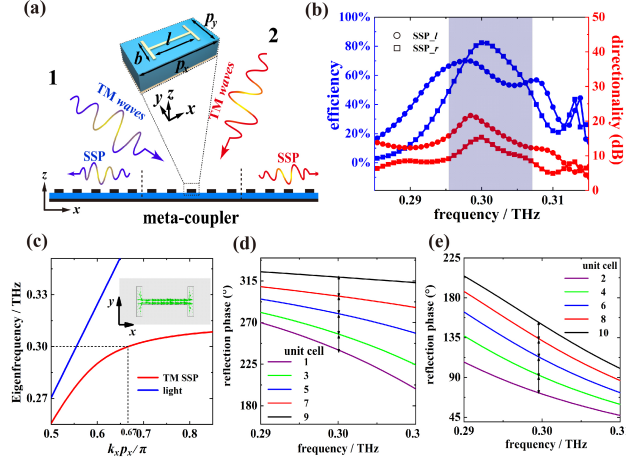 (a)
b
l
p_x
p_y
1
2
TM waves
TM waves
z
y
x
SSP
SSP
z
x
meta-coupler
(b)
100%
80%
60%
40%
20%
0%
efficiency
SSP_l
SSP_r
50
40
30
20
10
0
directionality (dB)
0.29
0.30
0.31
frequency / THz
(c)
0.33
0.30
0.27
Eigenfrequency / THz
y
x
TM SSP
light
0.5
0.6
0.67
0.7
0.8
k_xp_x/π
(d)
315
270
225
180
reflection phase (°)
unit cell
1
3
5
7
9
0.29
0.30
0.3
frequency / THz
(e)
225
180
135
90
45
reflection phase (°)
unit cell
2
4
6
8
10
0.29
0.30
0.3
frequency / THz